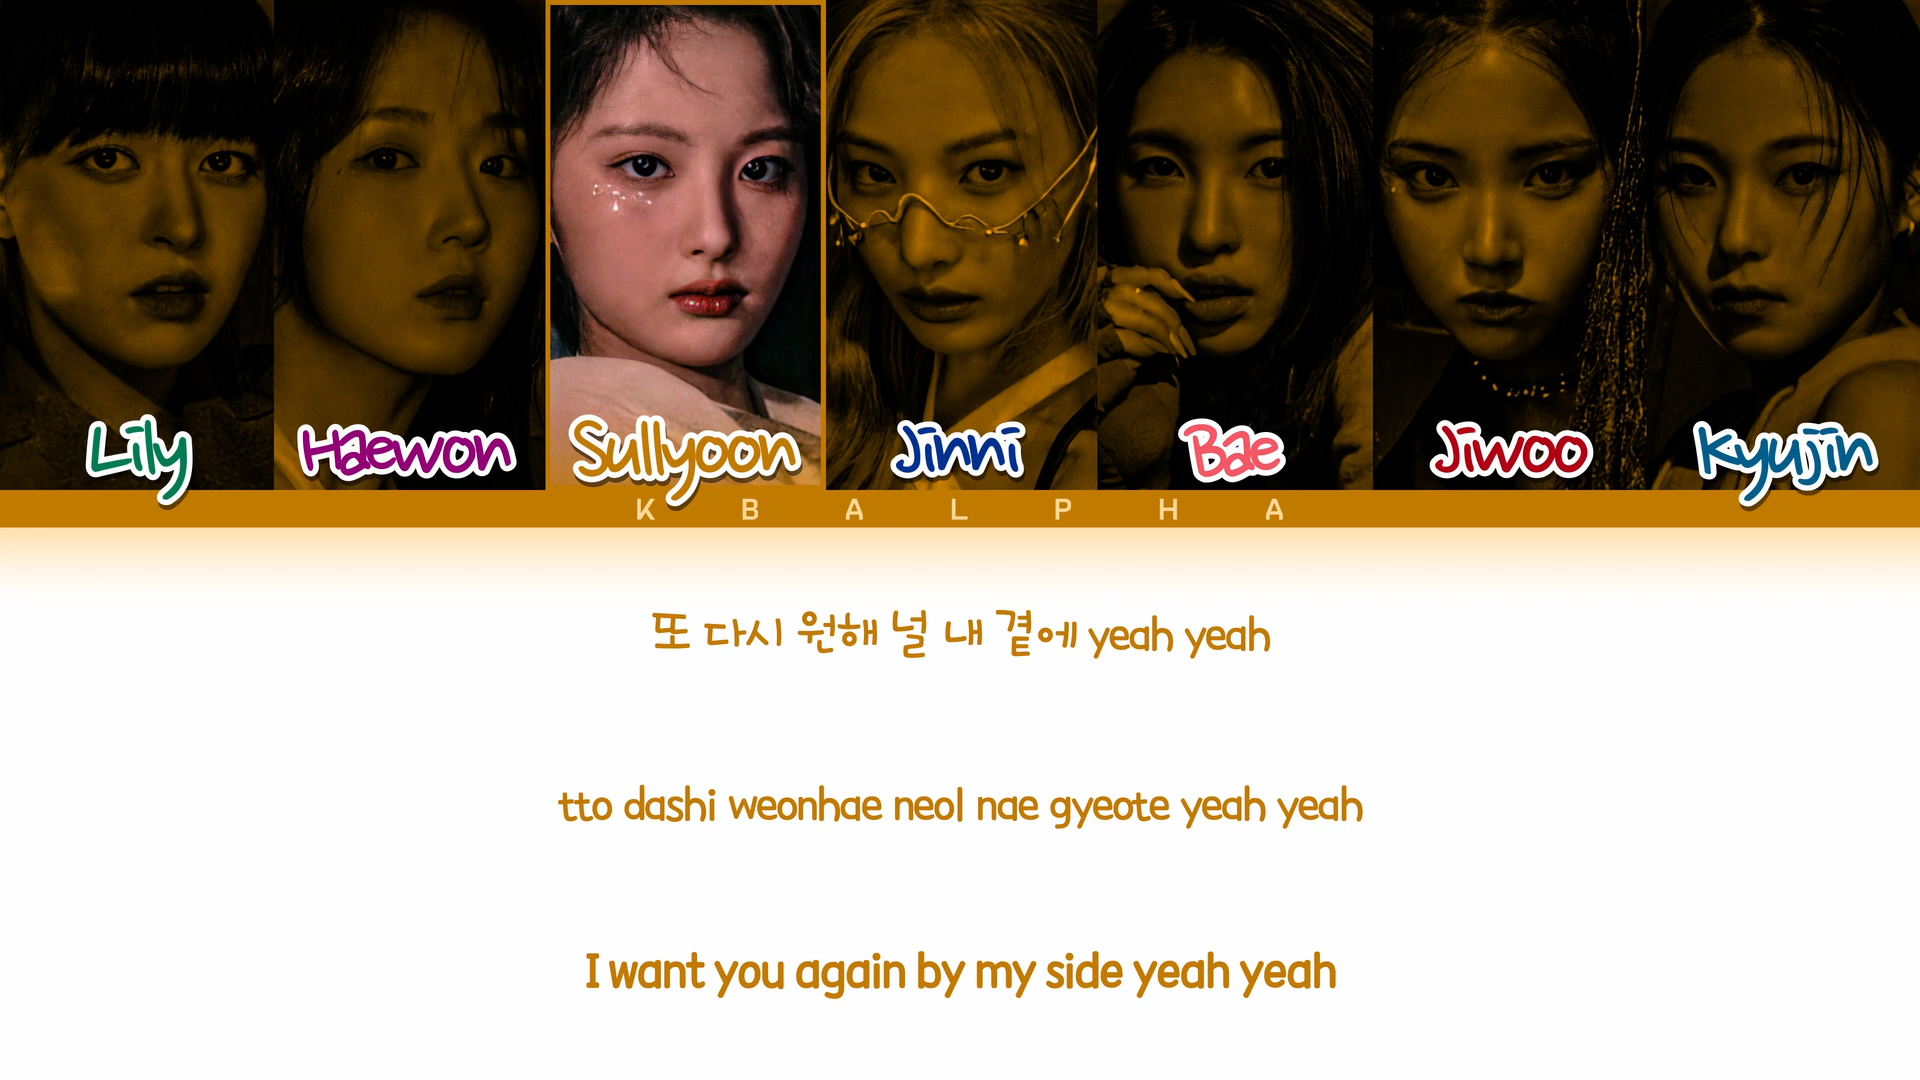 Lily Haewon Sullyoon Jinni Bae Jiwoo Kyujin
K B A L P H A
또 다시 원해 널 내 곁에 yeah yeah
tto dashi weonhae neol nae gyeote yeah yeah
I want you again by my side yeah yeah